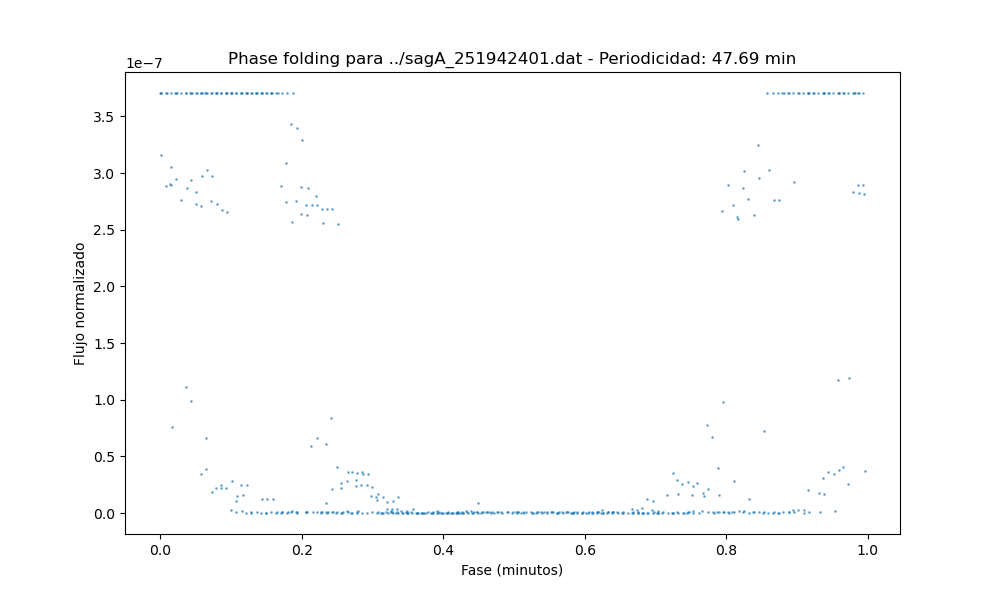 Phase folding para ../sagA_251942401.dat - Periodicidad: 47.69 min
1e−7
3.5
3.0
2.5
2.0
1.5
1.0
0.5
0.0
Flujo normalizado
0.0 0.2 0.4 0.6 0.8 1.0
Fase (minutos)